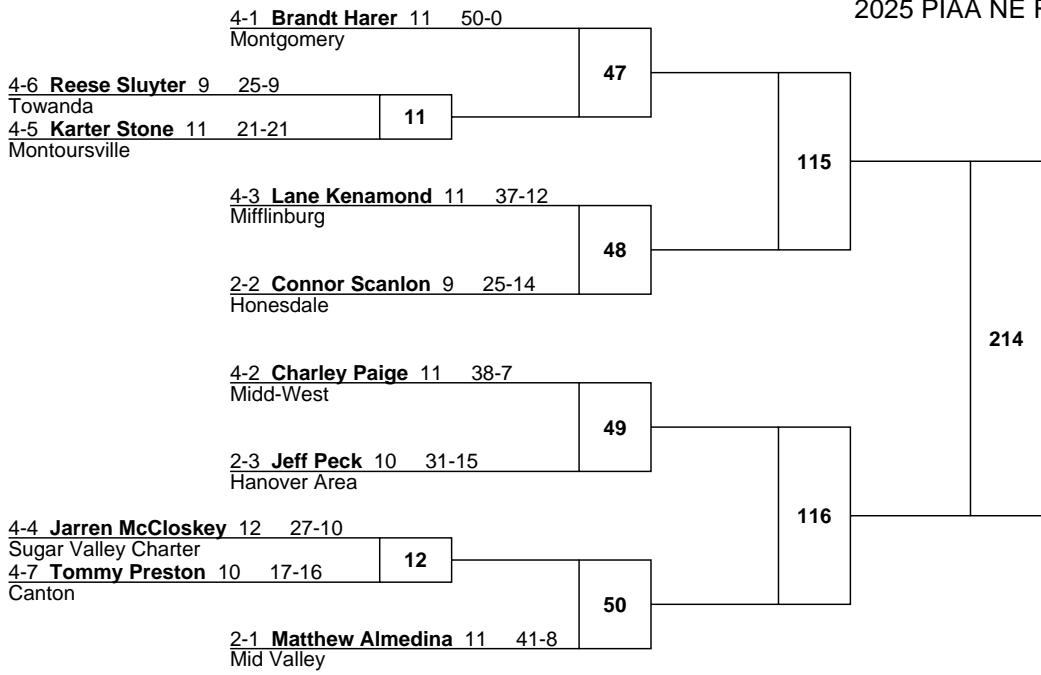 2025 PIAA NE
4-1 Brandt Harer 11 50-0
Montgomery
47
4-6 Reese Sluyter 9 25-9
Towanda
11
4-5 Karter Stone 11 21-21
Montoursville
115
4-3 Lane Kenamond 11 37-12
Mifflinburg
48
2-2 Connor Scanlon 9 25-14
Honesdale
214
4-2 Charley Paige 11 38-7
Midd-West
49
2-3 Jeff Peck 10 31-15
Hanover Area
116
4-4 Jarren McCloskey 12 27-10
Sugar Valley Charter
12
4-7 Tommy Preston 10 17-16
Canton
50
2-1 Matthew Almedina 11 41-8
Mid Valley